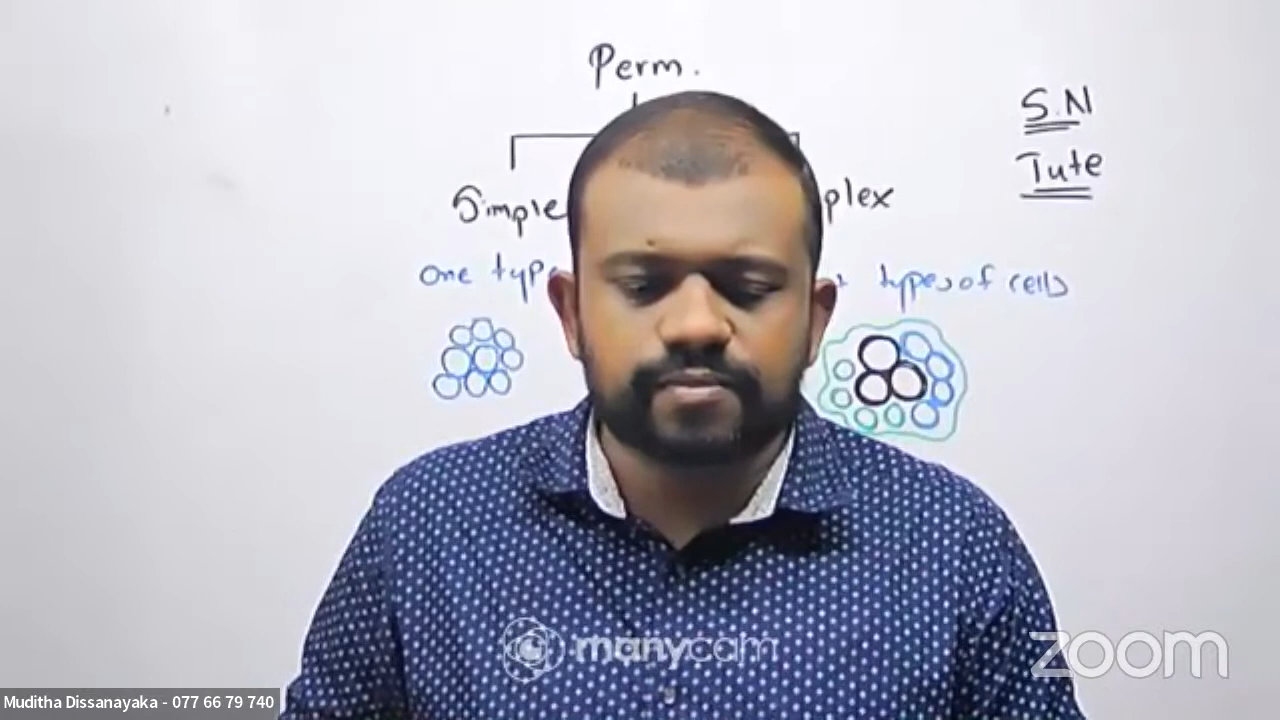 Perm.
S.N
Tute
Simple plex
One type types of cells
manycam
zoom
Muditha Dissanayaka - 077 66 79 740